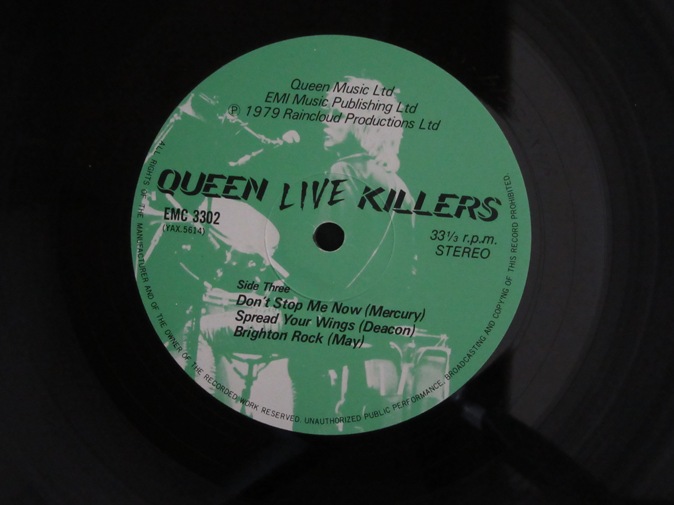 Queen Music Ltd
EMI Music Publishing Ltd
℗ 1979 Raincloud Productions Ltd
QUEEN LIVE KILLERS
EMC 3302
(YAX.5614)
33⅓ r.p.m.
STEREO
Side Three
Don't Stop Me Now (Mercury)
Spread Your Wings (Deacon)
Brighton Rock (May)
ALL RIGHTS OF THE MANUFACTURER AND OF THE OWNER OF THE RECORDED WORK RESERVED. UNAUTHORIZED PUBLIC PERFORMANCE, BROADCASTING AND COPYING OF THIS RECORD PROHIBITED.